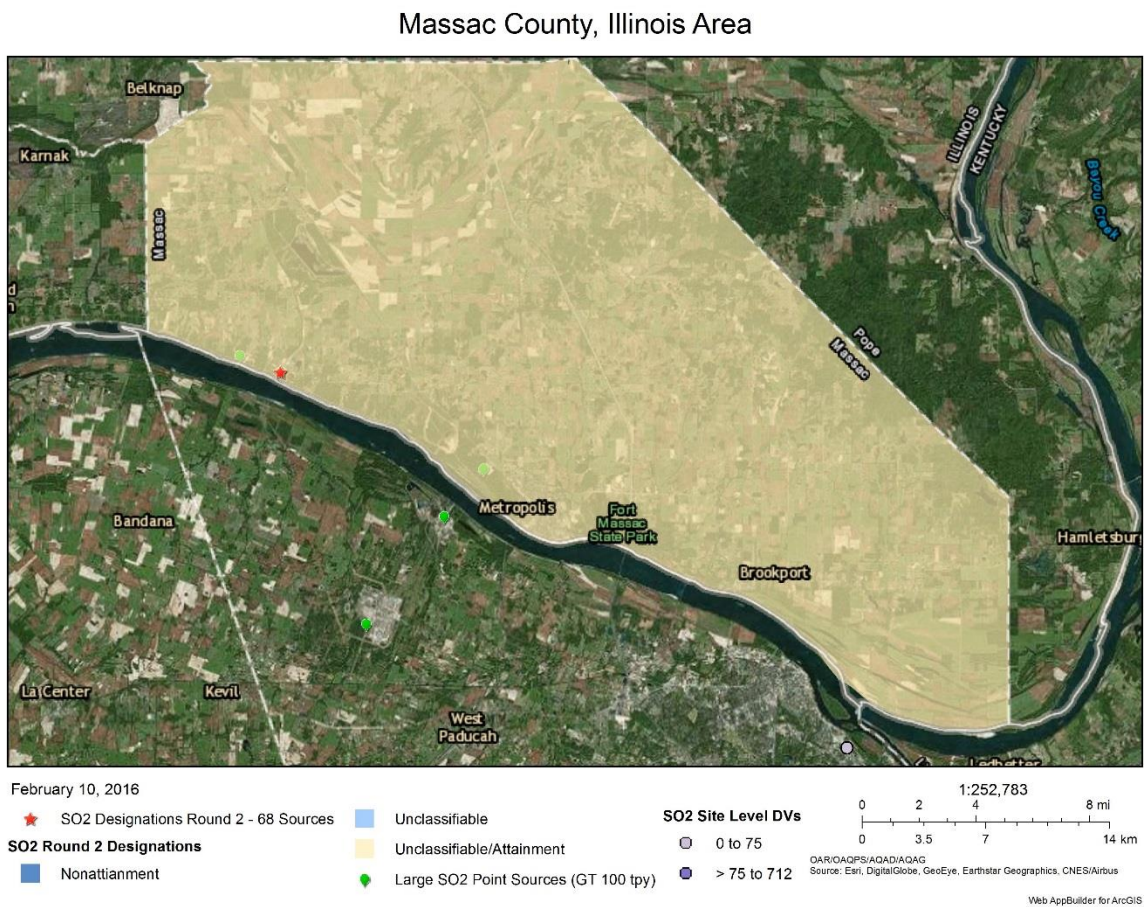 Massac County, Illinois Area
Belknap
Karnak
ILLINOIS
KENTUCKY
Bayou Creek
Massac
d
n
Pope
Massac
Metropolis
Fort
Massac
State Park
Bandana
Hamletsburg
Brookport
La Center
Kevil
West
Paducah
Ledbetter
February 10, 2016
SO2 Designations Round 2 - 68 Sources
SO2 Round 2 Designations
Nonattianment
Unclassifiable
Unclassifiable/Attainment
Large SO2 Point Sources (GT 100 tpy)
SO2 Site Level DVs
0 to 75
> 75 to 712
1:252,783
0 2 4 8 mi
0 3.5 7 14 km
OAR/OAQPS/AQAD/AQAG
Source: Esri, DigitalGlobe, GeoEye, Earthstar Geographics, CNES/Airbus
Web AppBuilder for ArcGIS